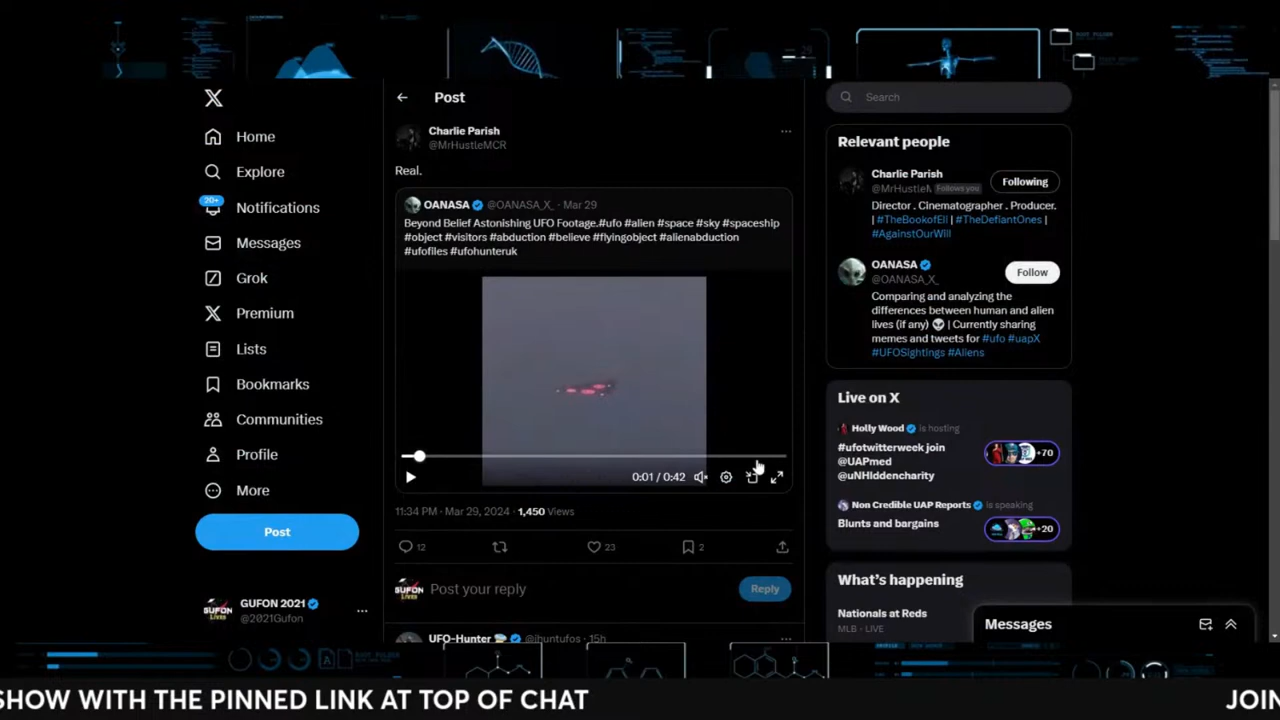 Post
Search
Home
Explore
20+
Notifications
Messages
Grok
Premium
Lists
Bookmarks
Communities
Profile
More
Post
GUFON 2021
@2021Gufon
Charlie Parish
@MrHustleMCR
Real.
OANASA @OANASA_X_ · Mar 29
Beyond Belief Astonishing UFO Footage.#ufo #alien #space #sky #spaceship
#object #visitors #abduction #believe #flyingobject #alienabduction
#ufofiles #ufohunteruk
0:01 / 0:42
11:34 PM · Mar 29, 2024 · 1,450 Views
12
23
2
GUFON
Post your reply
Reply
UFO-Hunter @ihuntufos · 15h
Relevant people
Charlie Parish
@MrHustleM Follows you
Following
Director . Cinematographer . Producer.
| #TheBookofEli | #TheDefiantOnes |
#AgainstOurWill
OANASA
@OANASA_X_
Follow
Comparing and analyzing the
differences between human and alien
lives (if any) | Currently sharing
memes and tweets for #ufo #uapX
#UFOSightings #Aliens
Live on X
Holly Wood is hosting
#ufotwitterweek join
@UAPmed
@uNHIddencharity
+70
Non Credible UAP Reports is speaking
Blunts and bargains
+20
What's happening
Nationals at Reds
MLB · LIVE
Messages
SHOW WITH THE PINNED LINK AT TOP OF CHAT
JOIN